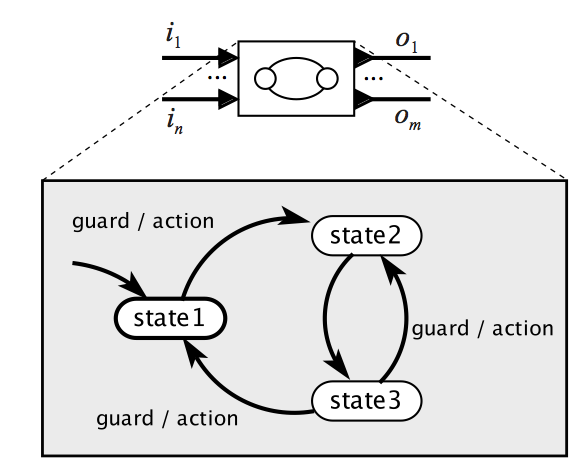 i₁
o₁
...
...
iₙ
oₘ
guard / action
state2
state1
guard / action
state3
guard / action